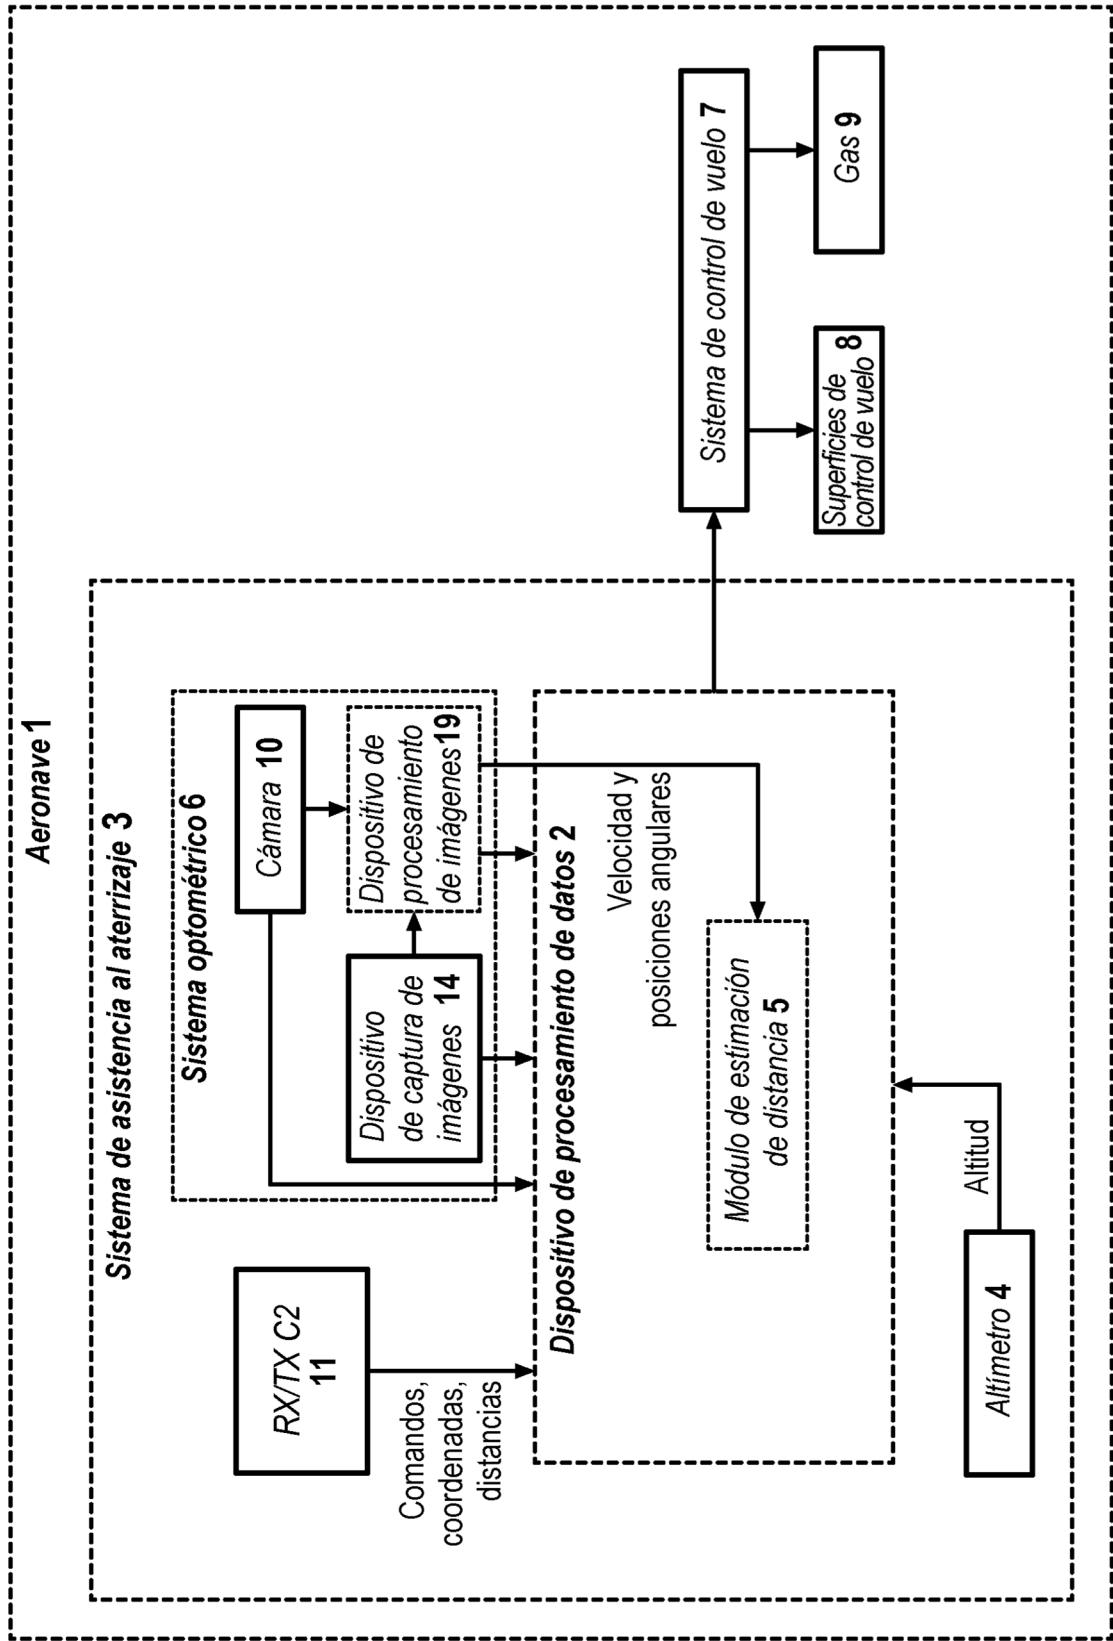 Aeronave 1
Sistema de asistencia al aterrizaje 3
Sistema optométrico 6
RX/TX C2
11
Cámara 10
Dispositivo
de captura de
imágenes 14
Dispositivo de
procesamiento
de imágenes 19
Comandos,
coordenadas,
distancias
Dispositivo de procesamiento de datos 2
Velocidad y
posiciones angulares
Módulo de estimación
de distancia 5
Altímetro 4
Altitud
Sistema de control de vuelo 7
Superficies de
control de vuelo 8
Gas 9